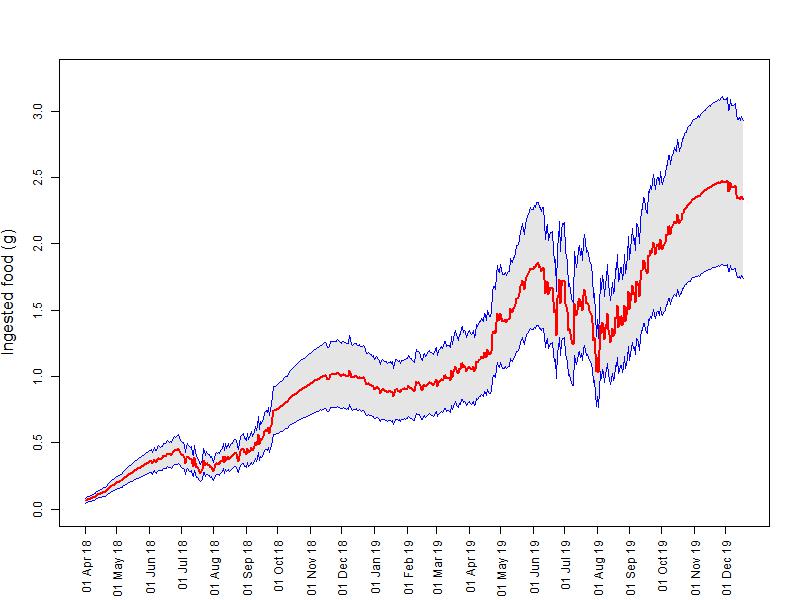 Ingested food (g)
3.0
2.5
2.0
1.5
1.0
0.5
0.0
01 Apr 18
01 May 18
01 Jun 18
01 Jul 18
01 Aug 18
01 Sep 18
01 Oct 18
01 Nov 18
01 Dec 18
01 Jan 19
01 Feb 19
01 Mar 19
01 Apr 19
01 May 19
01 Jun 19
01 Jul 19
01 Aug 19
01 Sep 19
01 Oct 19
01 Nov 19
01 Dec 19